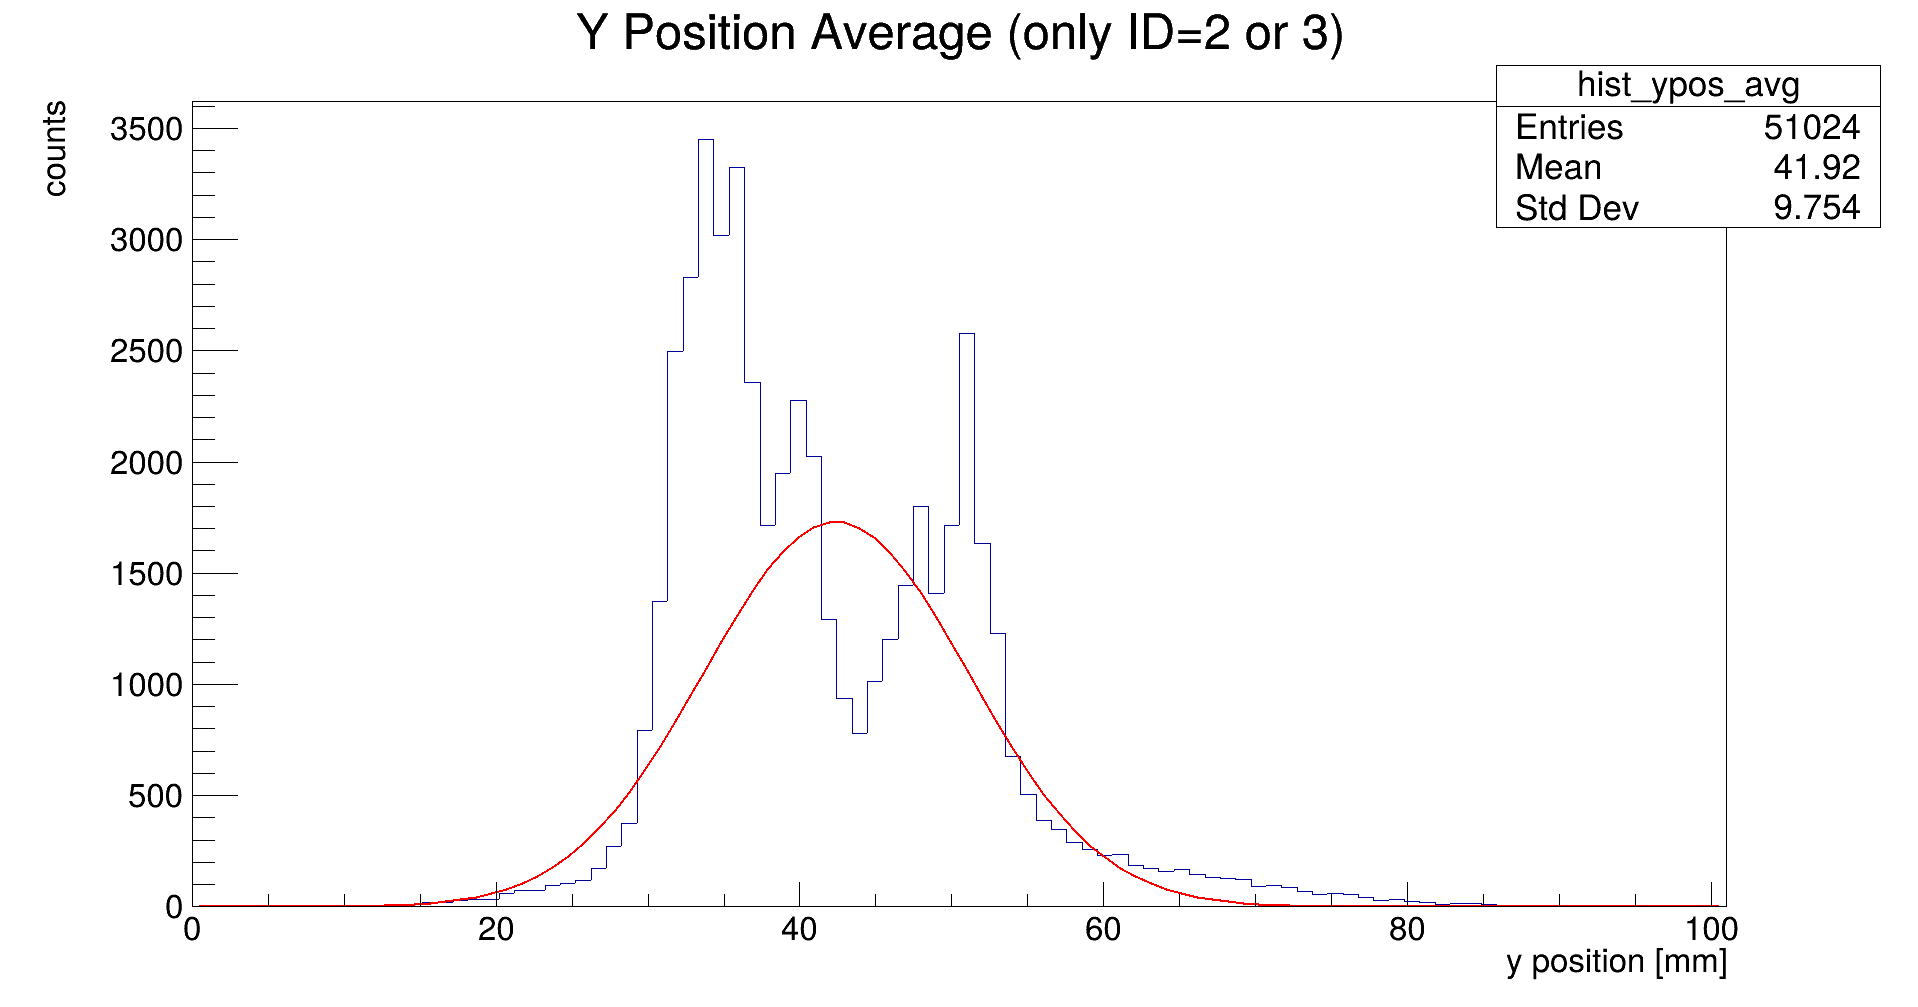 Y Position Average (only ID=2 or 3)
hist_ypos_avg
Entries 51024
Mean 41.92
Std Dev 9.754
counts
3500
3000
2500
2000
1500
1000
500
0
0 20 40 60 80 100
y position [mm]